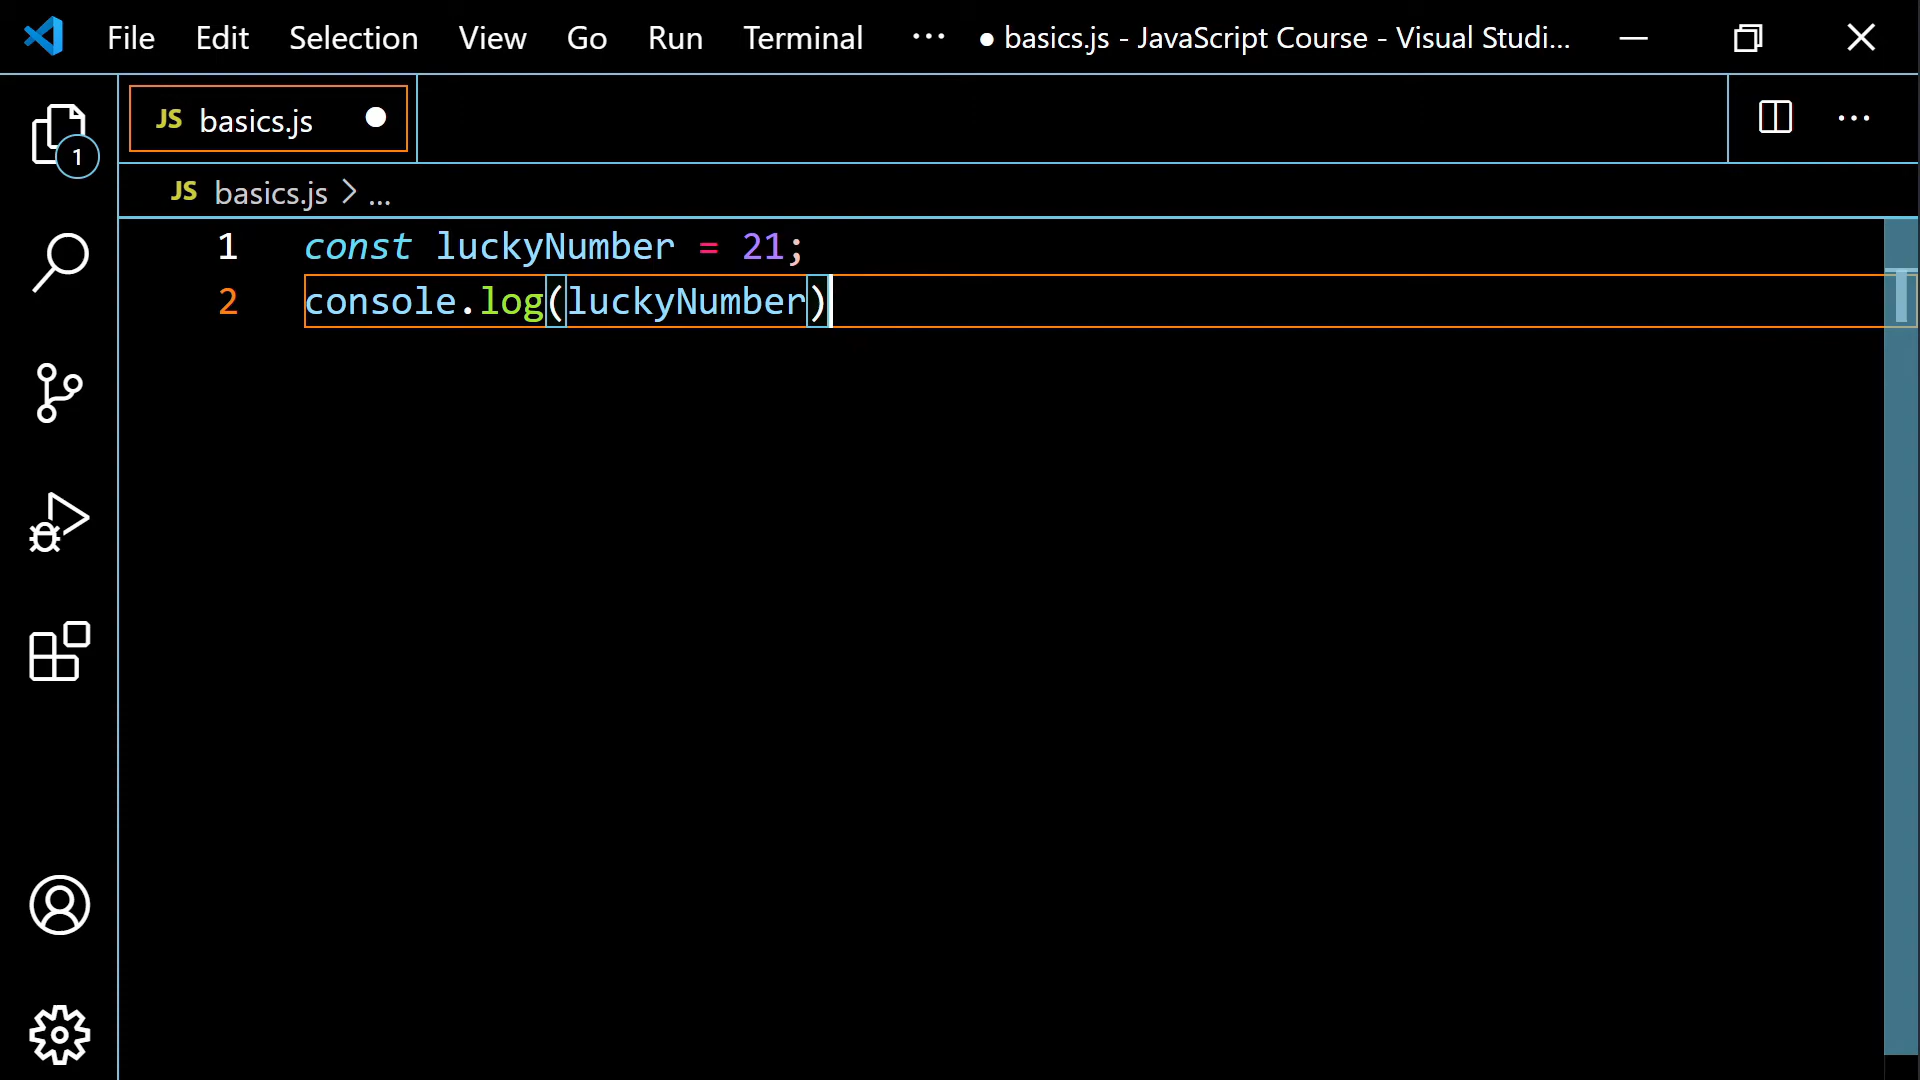 File Edit Selection View Go Run Terminal ··· ● basics.js - JavaScript Course - Visual Studi...
JS basics.js ● ···
1
JS basics.js > ...
1 const luckyNumber = 21;
2 console.log(luckyNumber)